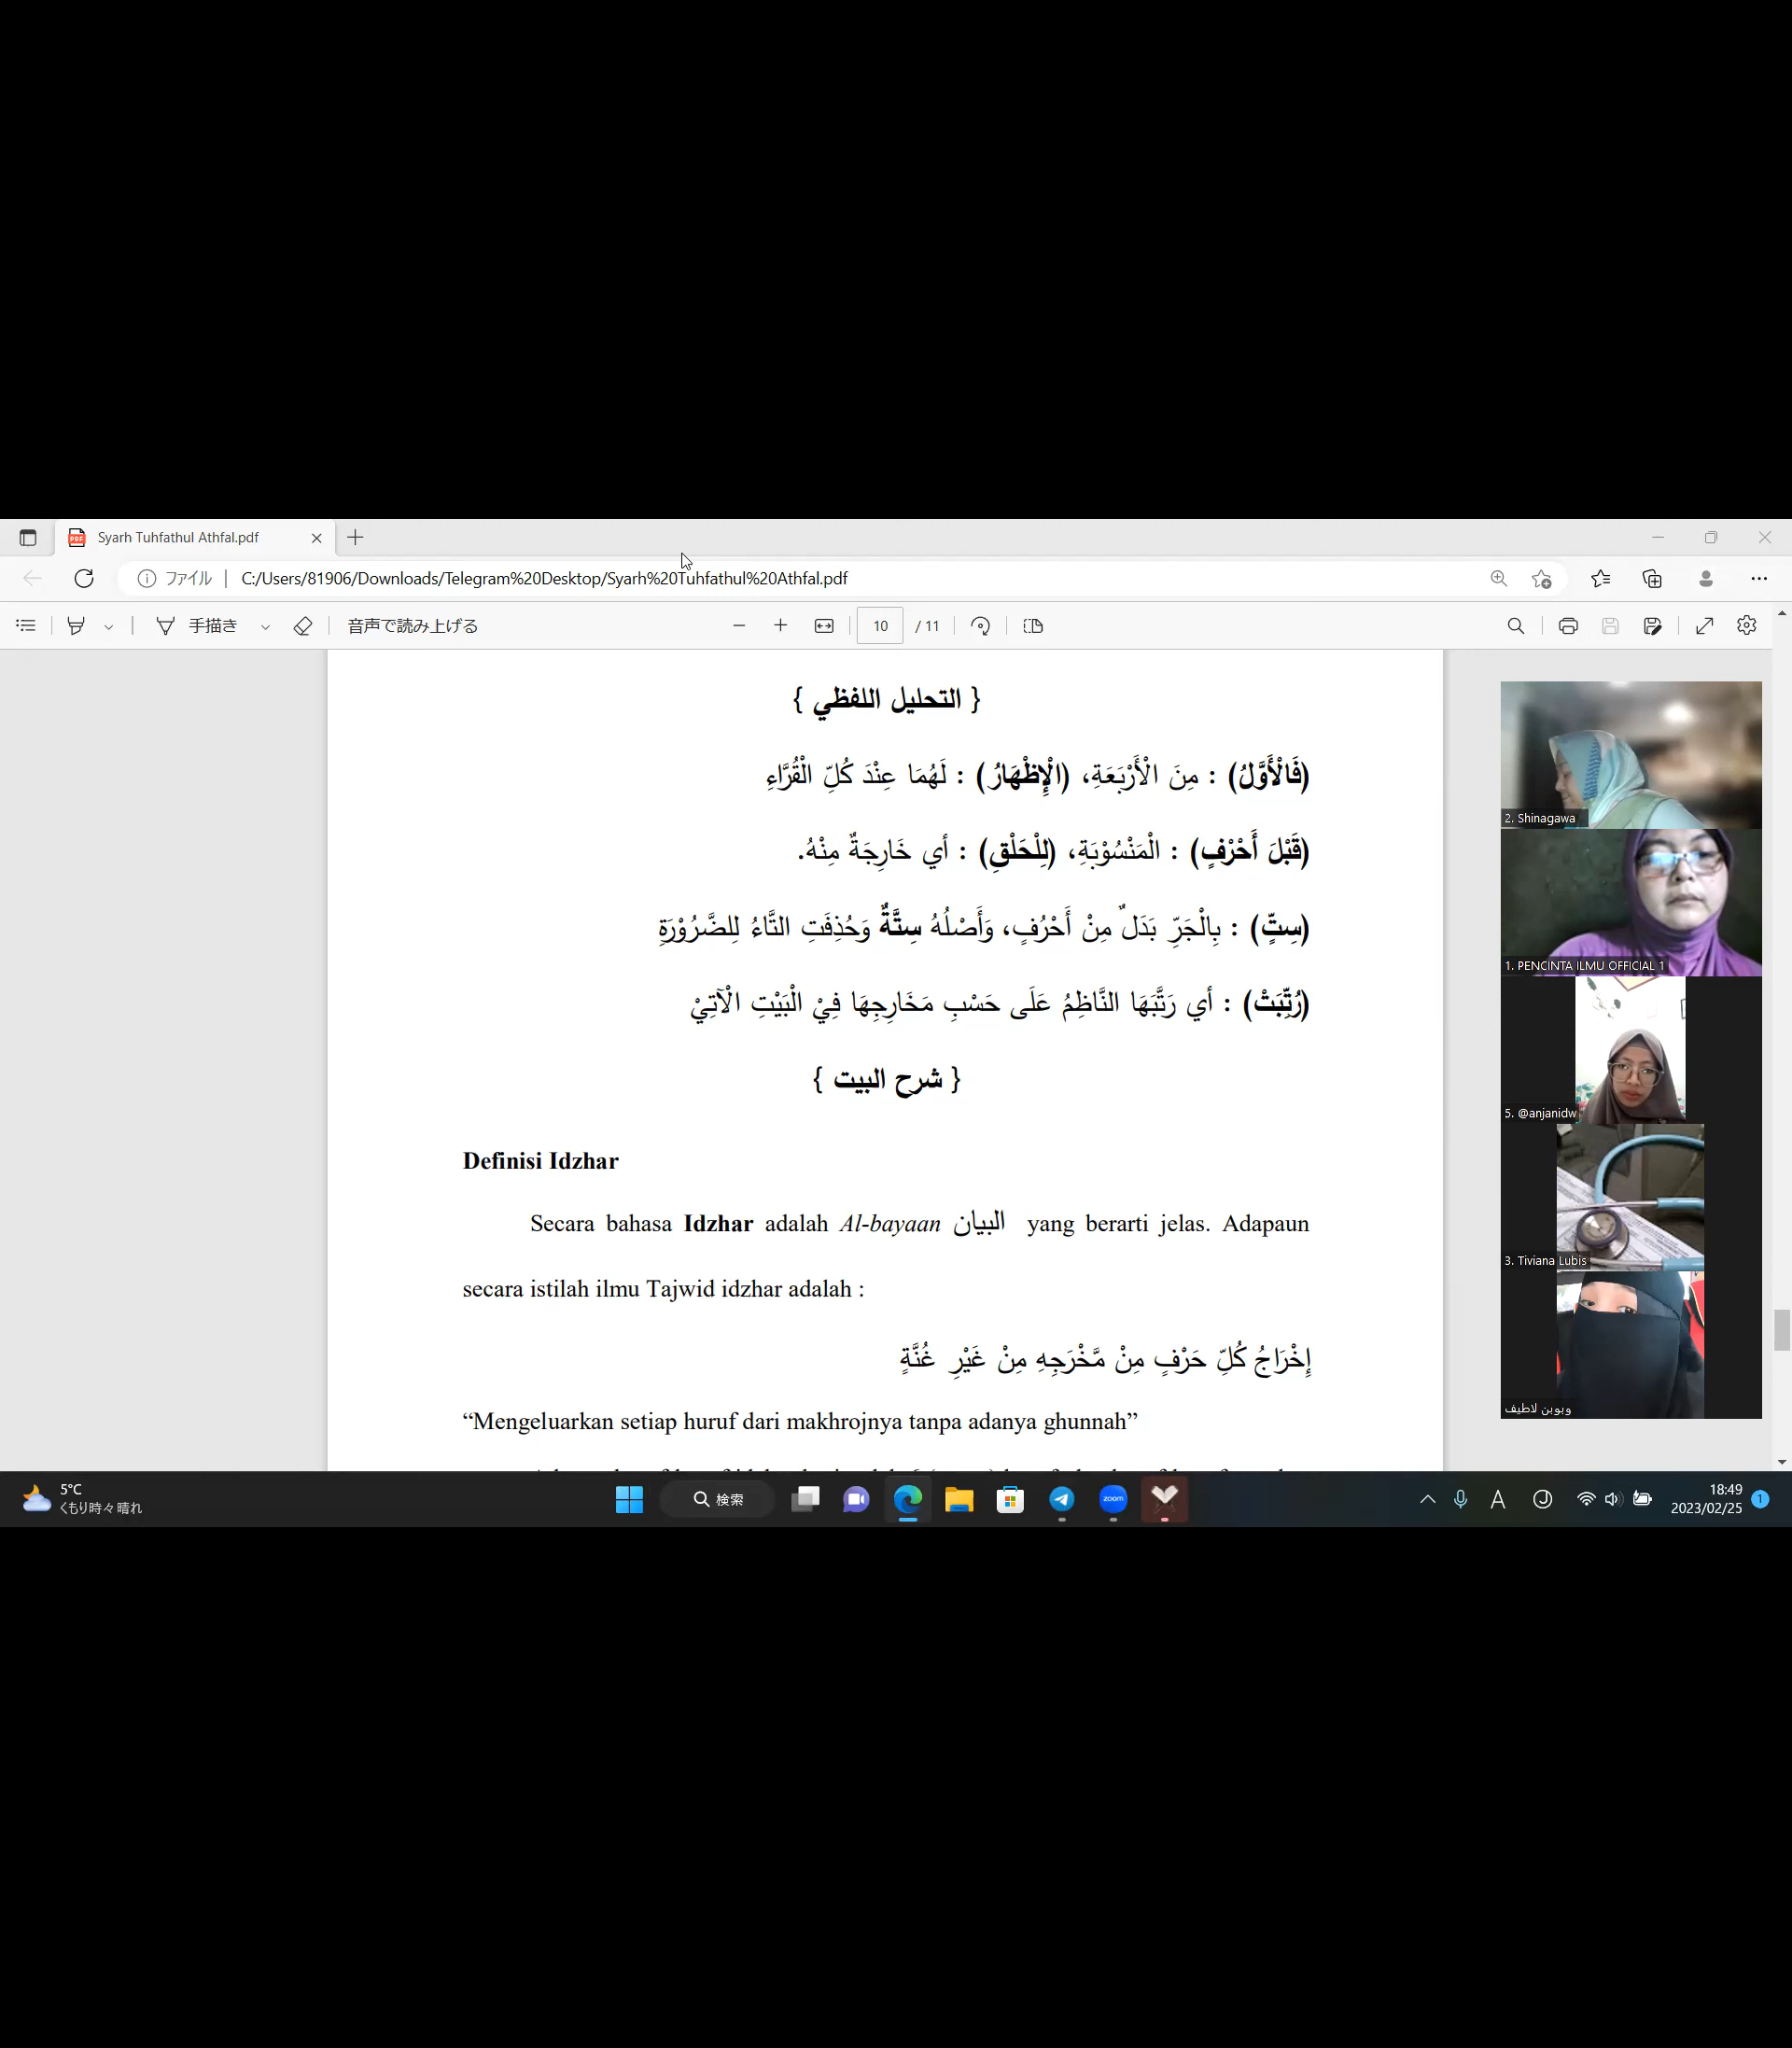 Syarh Tuhfathul Athfal.pdf
ファイル C:/Users/81906/Downloads/Telegram%20Desktop/Syarh%20Tuhfathul%20Athfal.pdf
手描き 音声で読み上げる 10 / 11
{ التحليل اللفظي }
(فَالْأَوَّلُ) : مِنَ الْأَرْبَعَةِ، (الْإِظْهَارُ) : لَهُمَا عِنْدَ كُلِّ الْقُرَّاءِ
(قَبْلَ أَحْرُفٍ) : الْمَنْسُوْبَةِ، (لِلْحَلْقِ) : أي خَارِجَةٌ مِنْهُ.
(سِتٍّ) : بِالْجَرِّ بَدَلٌ مِنْ أَحْرُفٍ، وَأَصْلُهُ سِتَّةٌ وَحُذِفَتِ التَّاءُ لِلضَّرُوْرَةِ
(رُتِّبَتْ) : أي رَتَّبَهَا النَّاظِمُ عَلَى حَسْبِ مَخَارِجِهَا فِيْ الْبَيْتِ الْآتِيْ
{ شرح البيت }
Definisi Idzhar
Secara bahasa Idzhar adalah Al-bayaan البيان yang berarti jelas. Adapaun
secara istilah ilmu Tajwid idzhar adalah :
إِخْرَاجُ كُلِّ حَرْفٍ مِنْ مَّخْرَجِهِ مِنْ غَيْرِ غُنَّةٍ
“Mengeluarkan setiap huruf dari makhrojnya tanpa adanya ghunnah”
2. Shinagawa
1. PENCINTA ILMU OFFICIAL 1
5. @anjanidw
3. Tiviana Lubis
وبوبن لاطيف
5°C
くもり時々晴れ
検索
zoom
A
18:49
2023/02/25
1